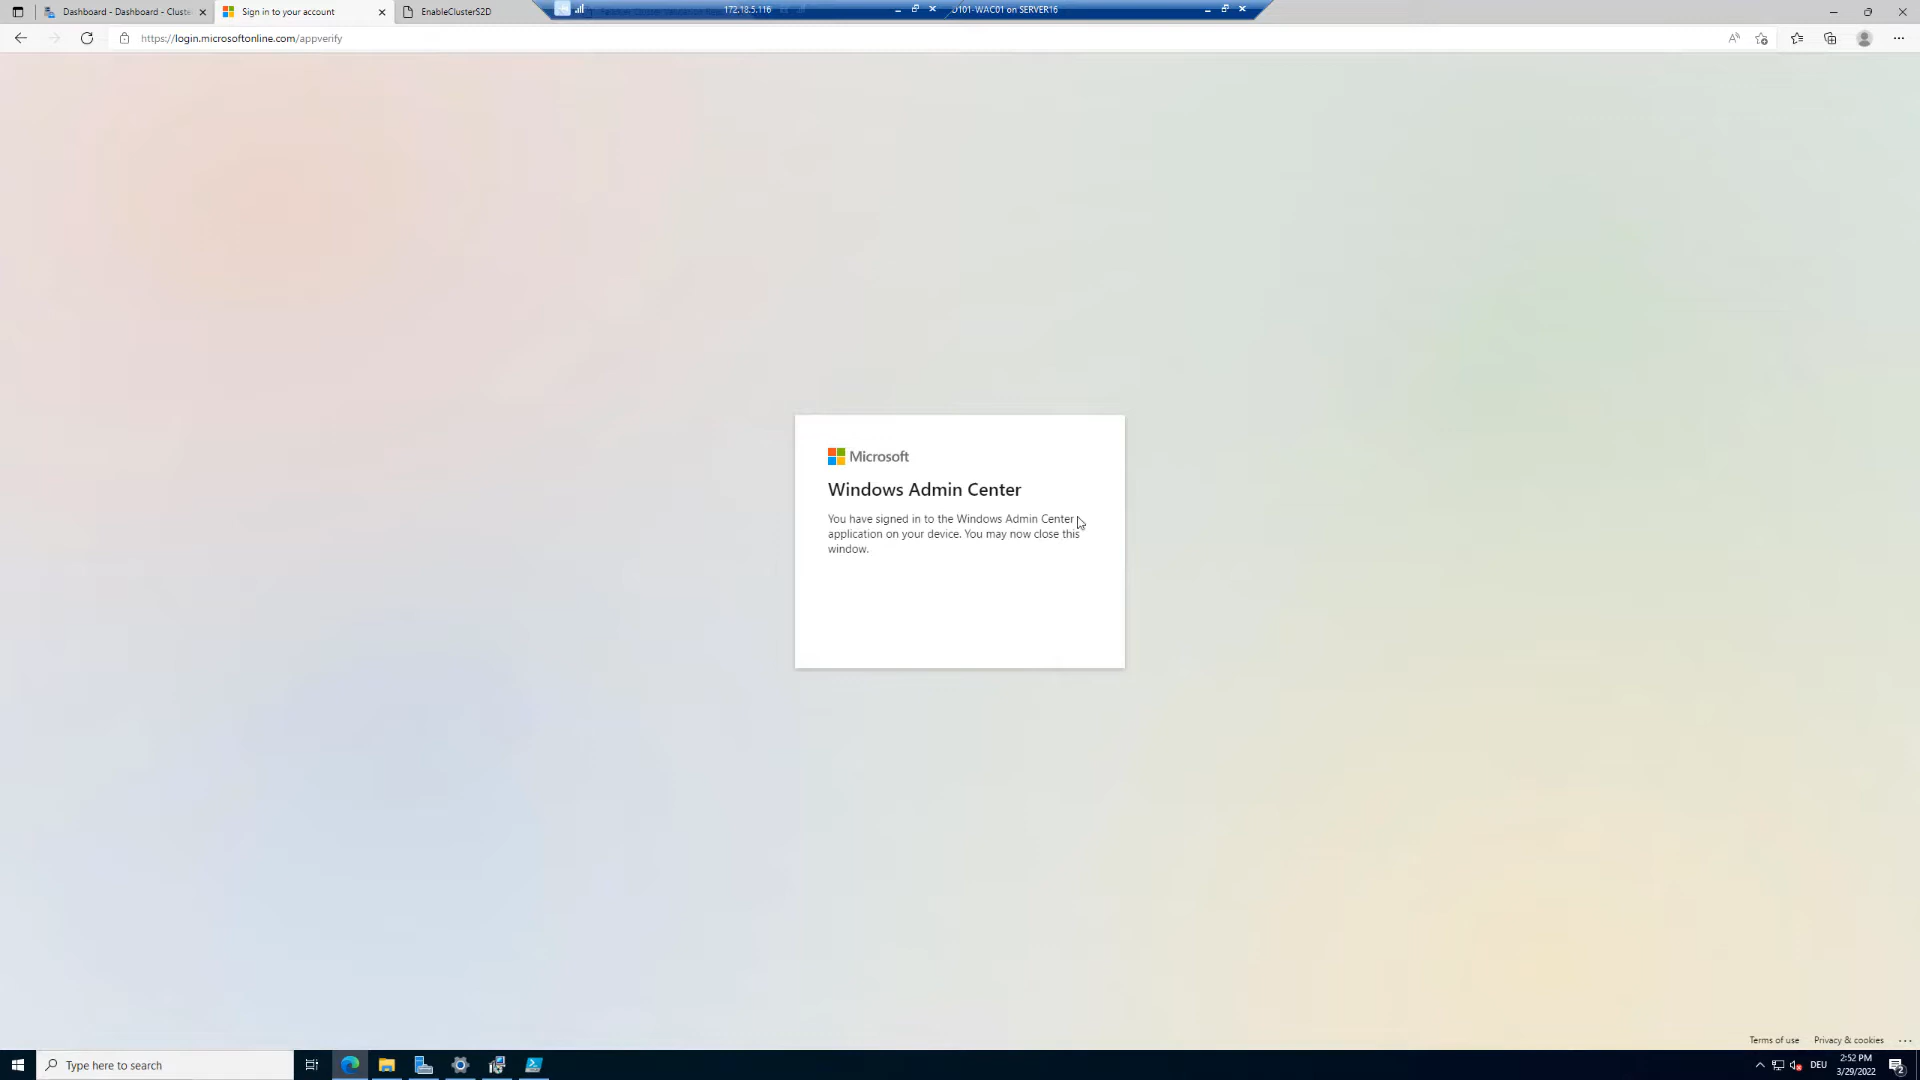 Dashboard - Dashboard - Cluste
Sign in to your account
EnableClusterS2D
172.18.5.116
D101-WAC01 on SERVER16
https://login.microsoftonline.com/appverify
Microsoft
Windows Admin Center
You have signed in to the Windows Admin Center
application on your device. You may now close this
window.
Terms of use
Privacy & cookies
Type here to search
DEU
2:52 PM
3/29/2022
2